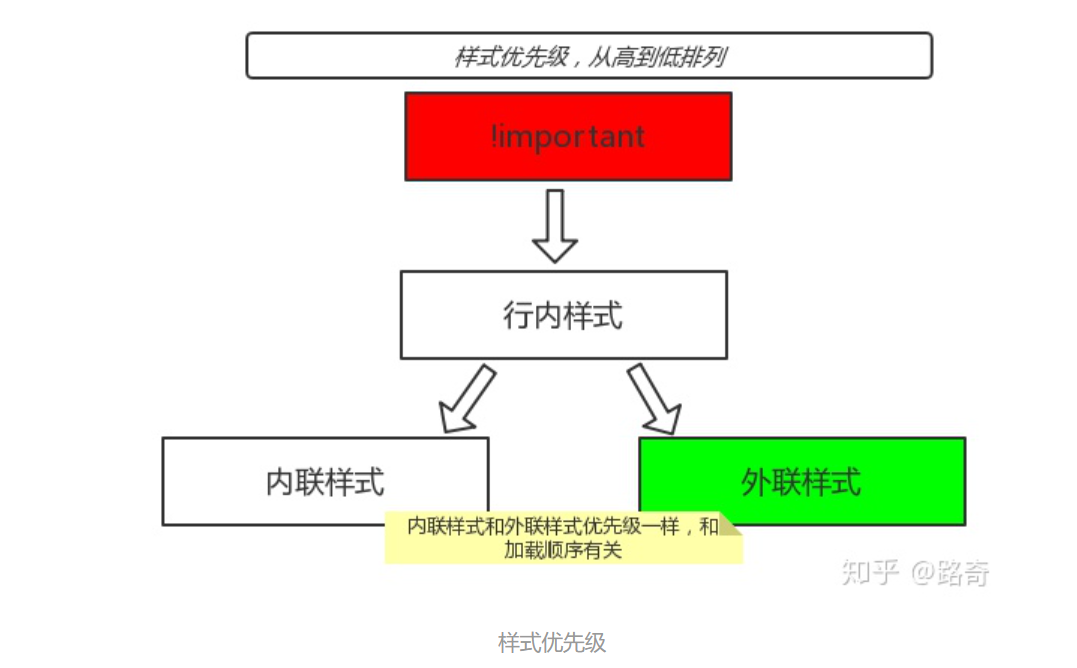 样式优先级，从高到低排列
!important
行内样式
内联样式
外联样式
内联样式和外联样式优先级一样，和
加载顺序有关
知乎 @路奇
样式优先级